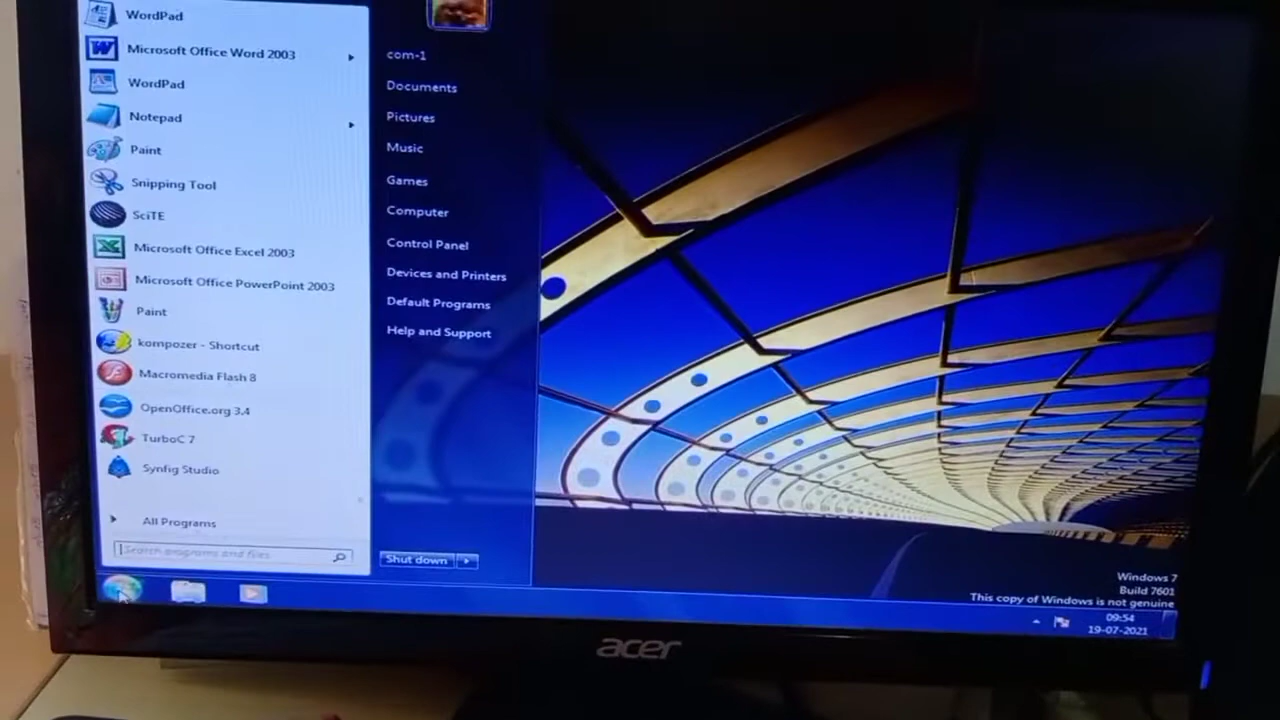 WordPad
Microsoft Office Word 2003
WordPad
Notepad
Paint
Snipping Tool
SciTE
Microsoft Office Excel 2003
Microsoft Office PowerPoint 2003
Paint
kompozer - Shortcut
Macromedia Flash 8
OpenOffice.org 3.4
TurboC 7
Synfig Studio
All Programs
Search programs and files
com-1
Documents
Pictures
Music
Games
Computer
Control Panel
Devices and Printers
Default Programs
Help and Support
Shut down
Windows 7
Build 7601
This copy of Windows is not genuine
09:54
19-07-2021
acer